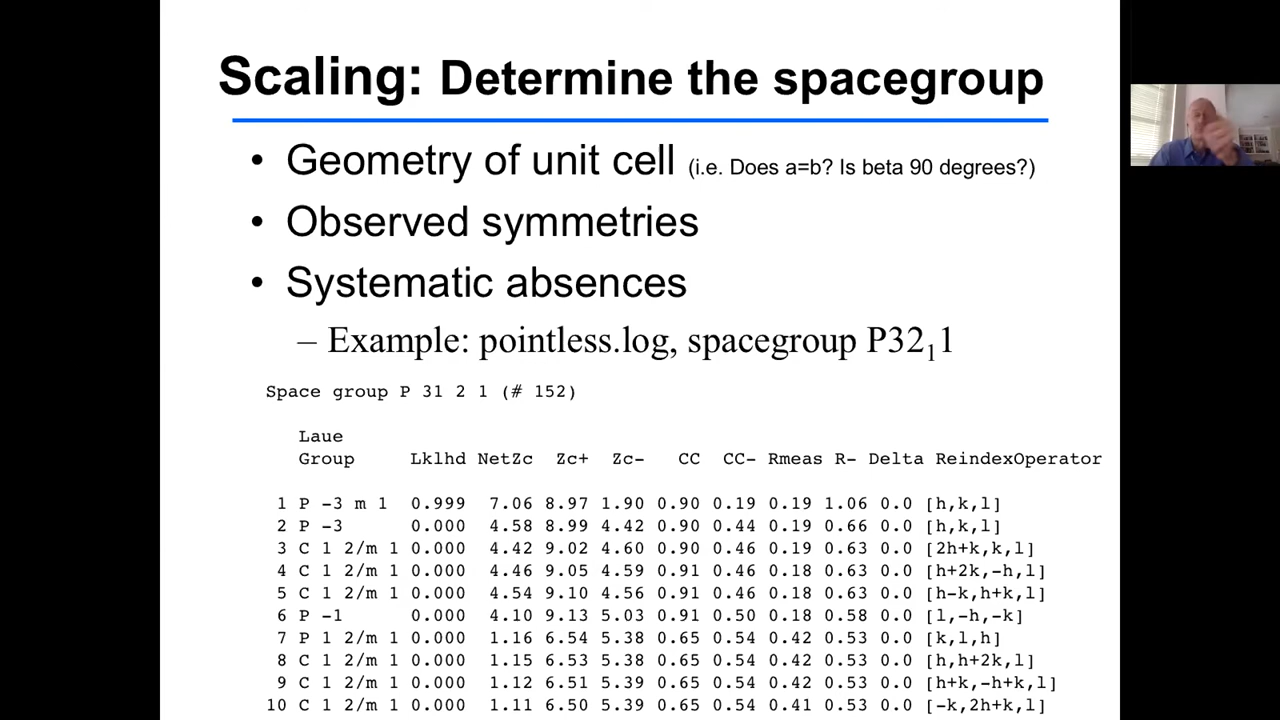 Scaling: Determine the spacegroup
• Geometry of unit cell (i.e. Does a=b? Is beta 90 degrees?)
• Observed symmetries
• Systematic absences
– Example: pointless.log, spacegroup P32₁1
Space group P 31 2 1 (# 152)
Laue
Group Lklhd NetZc Zc+ Zc- CC CC- Rmeas R- Delta ReindexOperator
1 P -3 m 1 0.999 7.06 8.97 1.90 0.90 0.19 0.19 1.06 0.0 [h,k,l]
2 P -3 0.000 4.58 8.99 4.42 0.90 0.44 0.19 0.66 0.0 [h,k,l]
3 C 1 2/m 1 0.000 4.42 9.02 4.60 0.90 0.46 0.19 0.63 0.0 [2h+k,k,l]
4 C 1 2/m 1 0.000 4.46 9.05 4.59 0.91 0.46 0.18 0.63 0.0 [h+2k,-h,l]
5 C 1 2/m 1 0.000 4.54 9.10 4.56 0.91 0.46 0.18 0.63 0.0 [h-k,h+k,l]
6 P -1 0.000 4.10 9.13 5.03 0.91 0.50 0.18 0.58 0.0 [l,-h,-k]
7 P 1 2/m 1 0.000 1.16 6.54 5.38 0.65 0.54 0.42 0.53 0.0 [k,l,h]
8 C 1 2/m 1 0.000 1.15 6.53 5.38 0.65 0.54 0.42 0.53 0.0 [h,h+2k,l]
9 C 1 2/m 1 0.000 1.12 6.51 5.39 0.65 0.54 0.42 0.53 0.0 [h+k,-h+k,l]
10 C 1 2/m 1 0.000 1.11 6.50 5.39 0.65 0.54 0.41 0.53 0.0 [-k,2h+k,l]